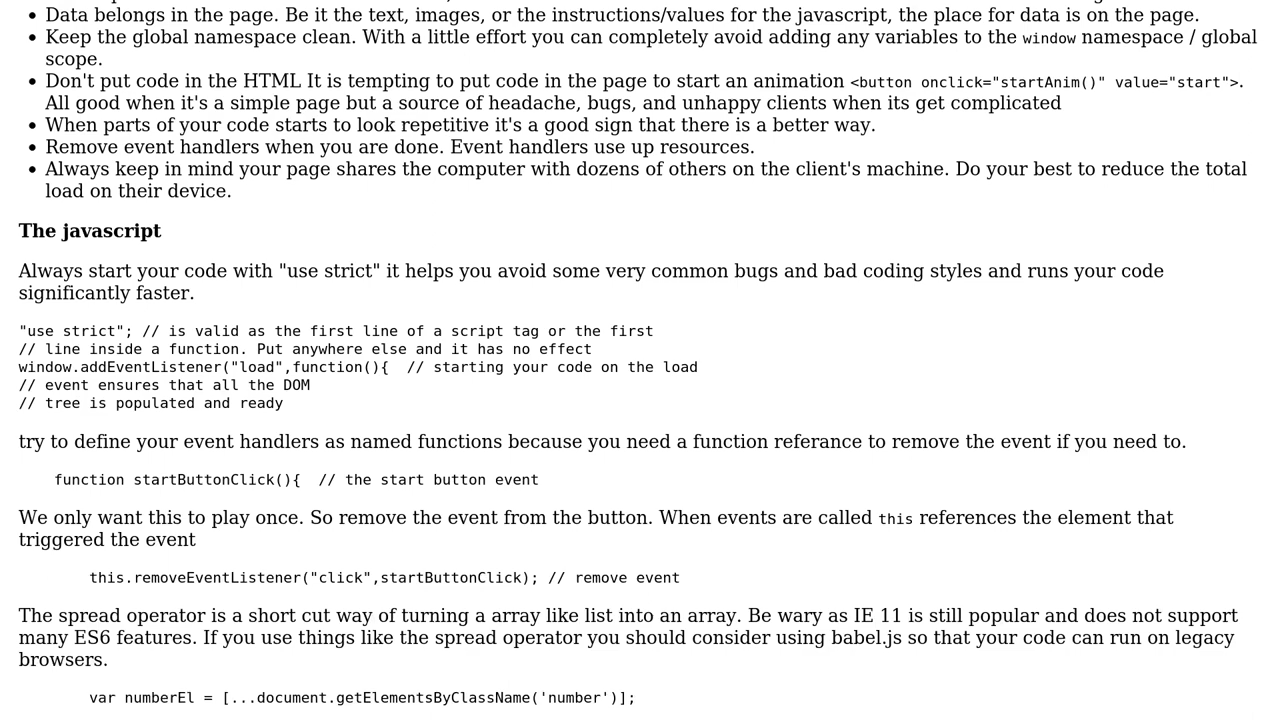 • Data belongs in the page. Be it the text, images, or the instructions/values for the javascript, the place for data is on the page.
• Keep the global namespace clean. With a little effort you can completely avoid adding any variables to the window namespace / global
scope.
• Don't put code in the HTML It is tempting to put code in the page to start an animation <button onclick="startAnim()" value="start">.
All good when it's a simple page but a source of headache, bugs, and unhappy clients when its get complicated
• When parts of your code starts to look repetitive it's a good sign that there is a better way.
• Remove event handlers when you are done. Event handlers use up resources.
• Always keep in mind your page shares the computer with dozens of others on the client's machine. Do your best to reduce the total
load on their device.
The javascript
Always start your code with "use strict" it helps you avoid some very common bugs and bad coding styles and runs your code
significantly faster.
"use strict"; // is valid as the first line of a script tag or the first
// line inside a function. Put anywhere else and it has no effect
window.addEventListener("load",function(){  // starting your code on the load
// event ensures that all the DOM
// tree is populated and ready
try to define your event handlers as named functions because you need a function referance to remove the event if you need to.
function startButtonClick(){  // the start button event
We only want this to play once. So remove the event from the button. When events are called this references the element that
triggered the event
this.removeEventListener("click",startButtonClick); // remove event
The spread operator is a short cut way of turning a array like list into an array. Be wary as IE 11 is still popular and does not support
many ES6 features. If you use things like the spread operator you should consider using babel.js so that your code can run on legacy
browsers.
var numberEl = [...document.getElementsByClassName('number')];